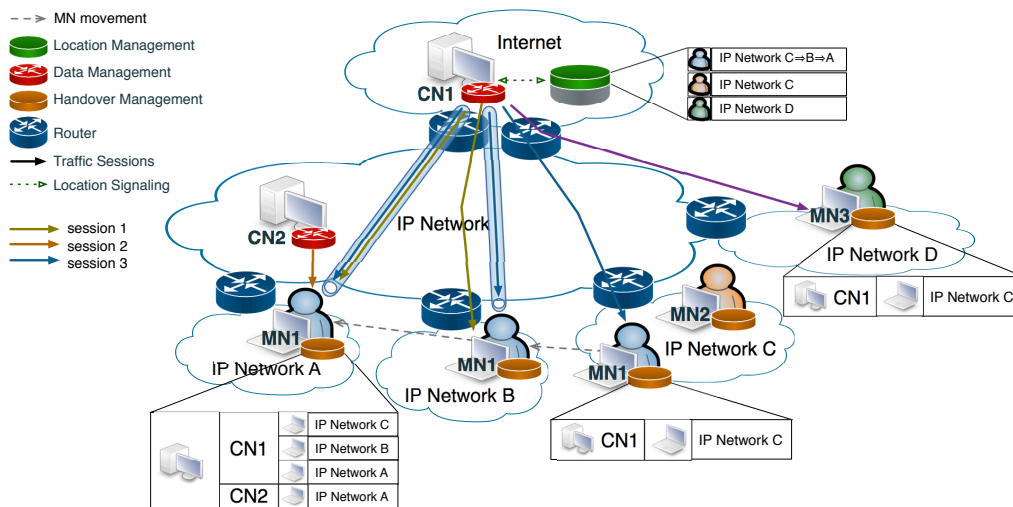 MN movement
Location Management
Data Management
Handover Management
Router
Traffic Sessions
Location Signaling
session 1
session 2
session 3
Internet
CN1
IP Network C⇒B⇒A
IP Network C
IP Network D
CN2
IP Network
MN3
IP Network D
CN1
IP Network C
MN1
IP Network A
MN1
IP Network B
MN2
IP Network C
MN1
CN1
IP Network C
CN1
IP Network C
IP Network B
IP Network A
CN2
IP Network A